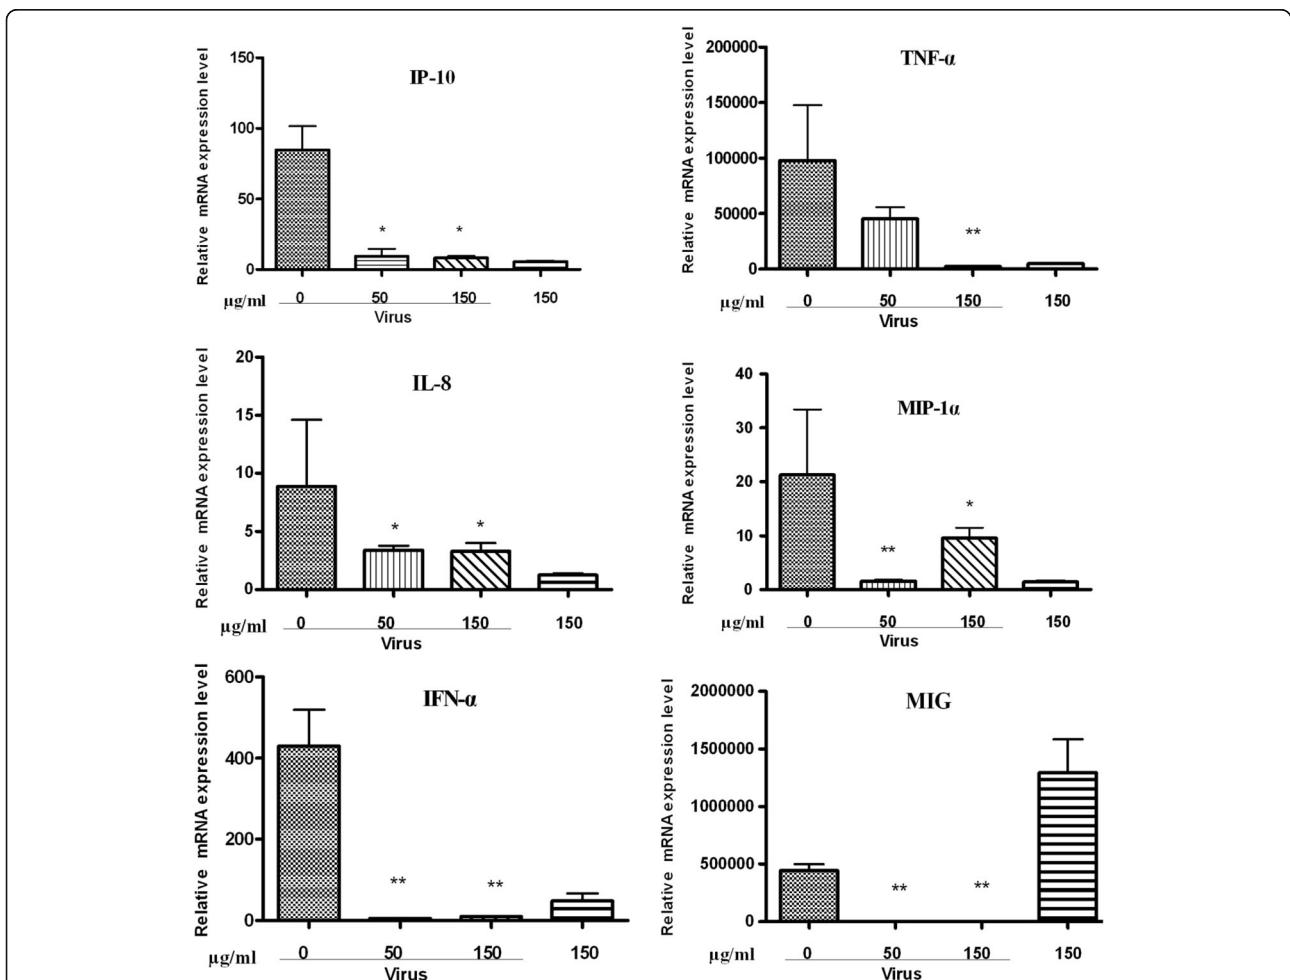 Relative mRNA expression level
IP-10
150
100
50
0
*
*
µg/ml
0
50
150
150
Virus
Relative mRNA expression level
TNF-α
200000
150000
100000
50000
0
**
µg/ml
0
50
150
150
Virus
Relative mRNA expression level
IL-8
20
15
10
5
0
*
*
µg/ml
0
50
150
150
Virus
Relative mRNA expression level
MIP-1α
40
30
20
10
0
**
*
µg/ml
0
50
150
150
Virus
Relative mRNA expression level
IFN-α
600
400
200
0
**
**
µg/ml
0
50
150
150
Virus
Relative mRNA expression level
MIG
2000000
1500000
1000000
500000
0
**
**
µg/ml
0
50
150
150
Virus